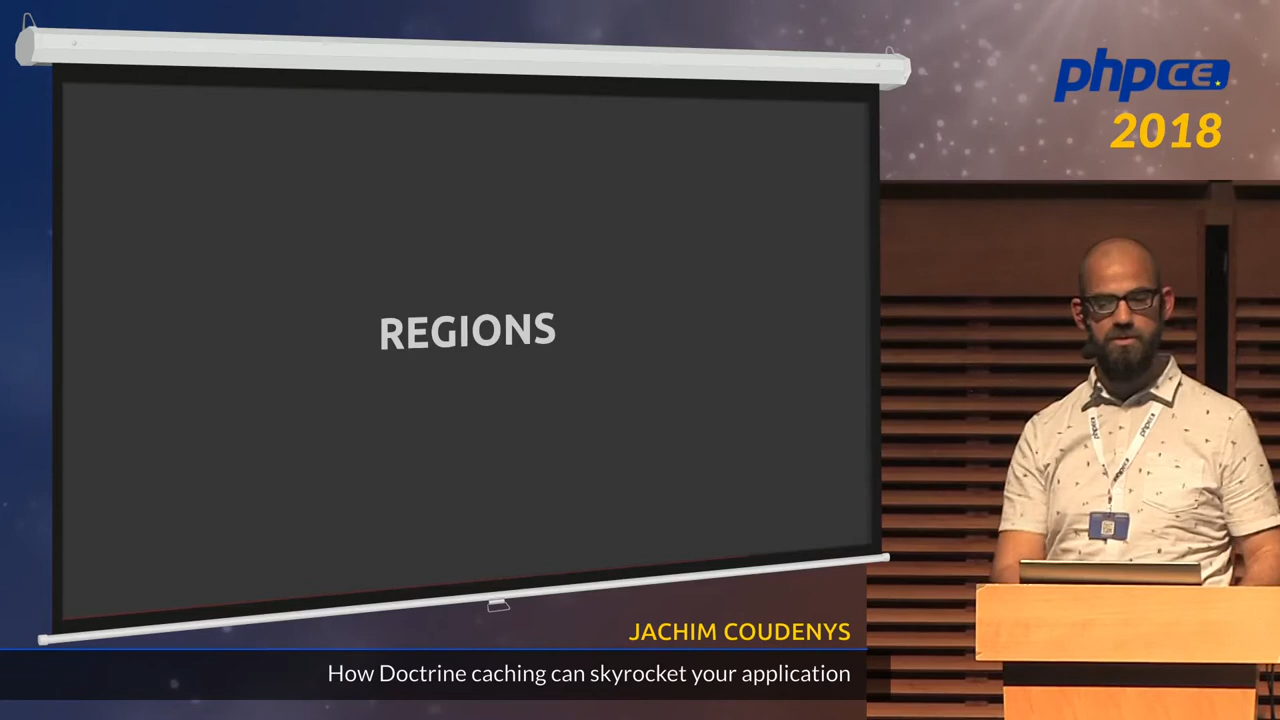 phpCE
2018
REGIONS
JACHIM COUDENYS
How Doctrine caching can skyrocket your application